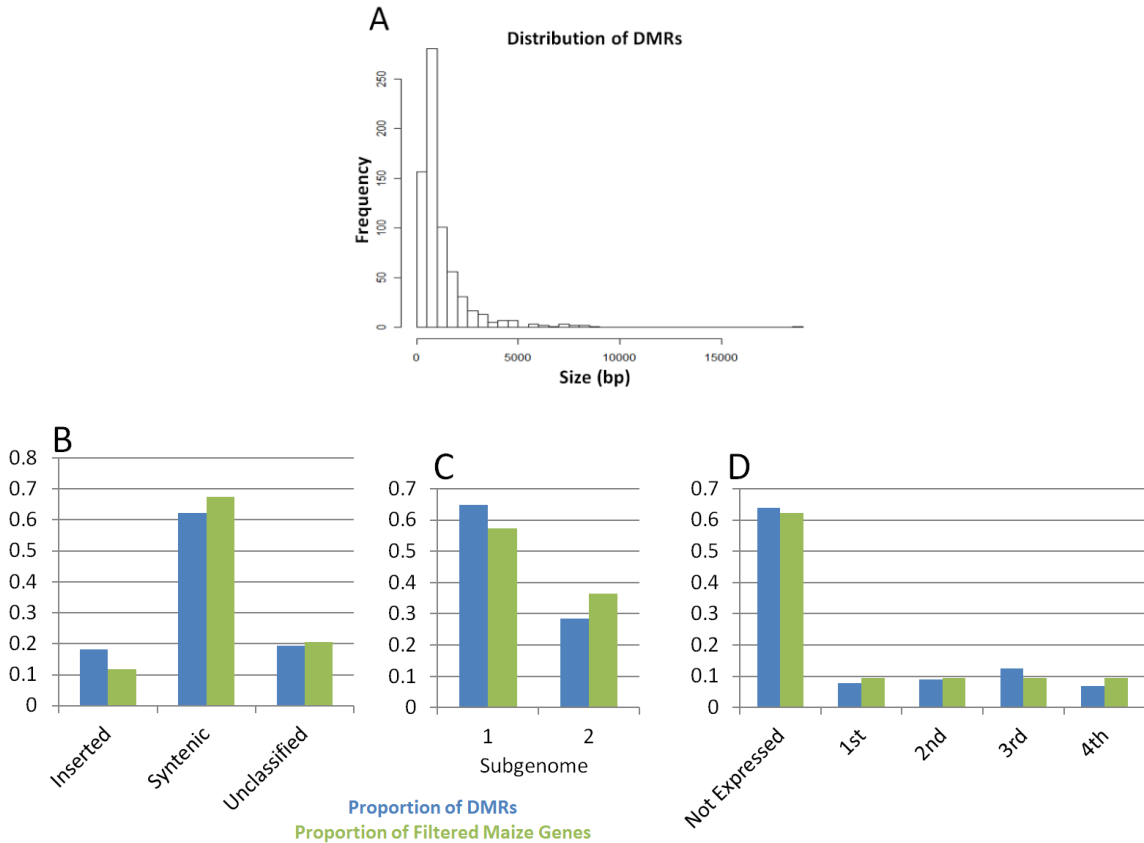 A
Distribution of DMRs
Frequency
250
200
150
100
50
0
0 5000 10000 15000
Size (bp)
B
0.8
0.7
0.6
0.5
0.4
0.3
0.2
0.1
0
Inserted Syntenic Unclassified
C
0.7
0.6
0.5
0.4
0.3
0.2
0.1
0
1 2
Subgenome
D
0.7
0.6
0.5
0.4
0.3
0.2
0.1
0
Not Expressed 1st 2nd 3rd 4th
Proportion of DMRs
Proportion of Filtered Maize Genes